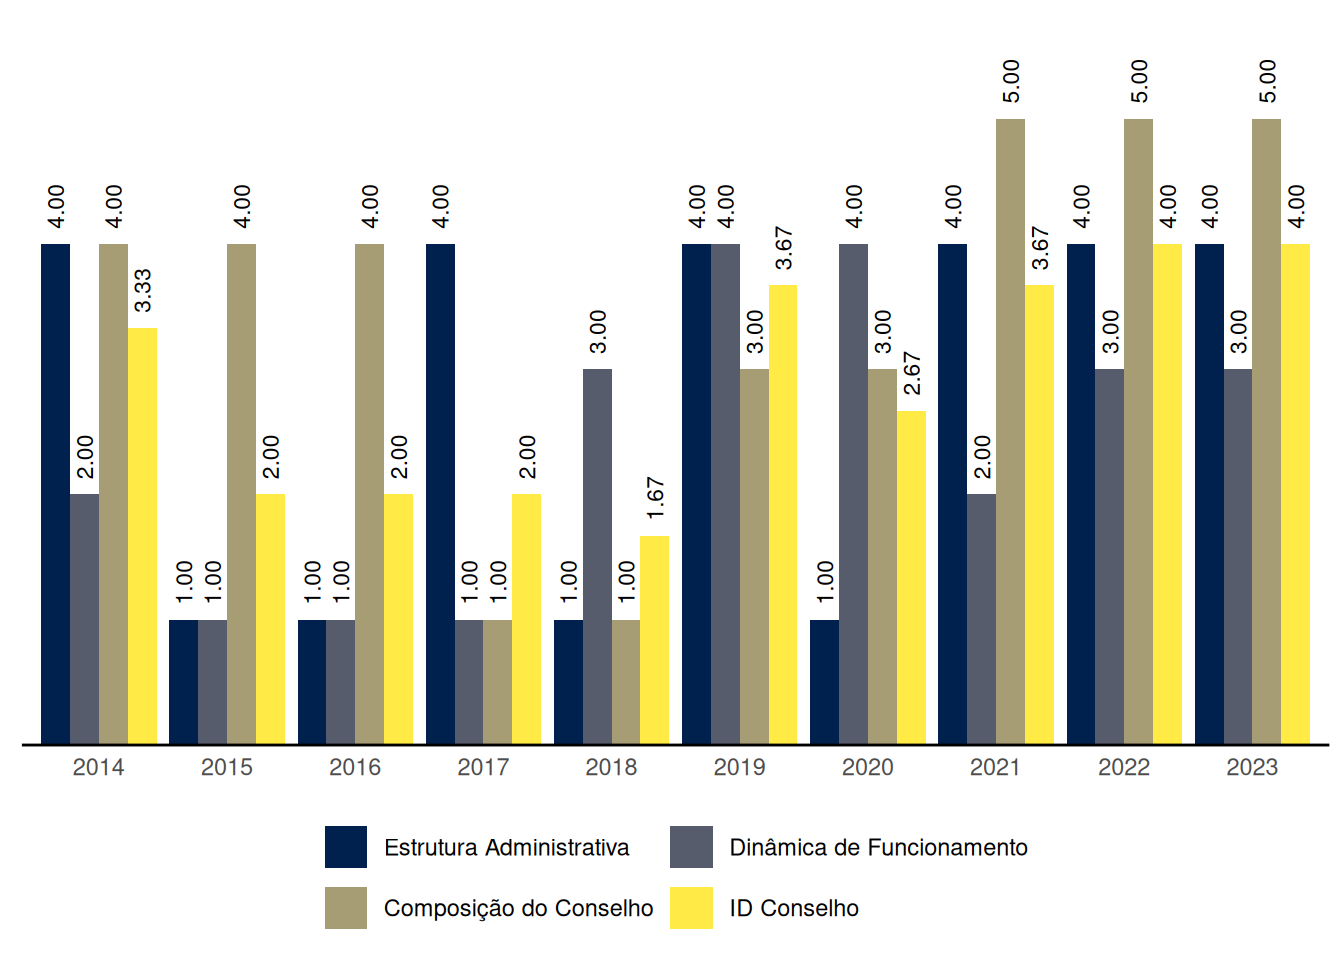 5.00 5.00 5.00
4.00 4.00 4.00 4.00 4.00 4.00 4.00 4.00 4.00 4.00 4.00 4.00 4.00
3.67 3.67
3.33 3.00 3.00 3.00 3.00 3.00
2.67
2.00 2.00 2.00 2.00 2.00
1.67
1.00 1.00 1.00 1.00 1.00 1.00 1.00 1.00 1.00
2014 2015 2016 2017 2018 2019 2020 2021 2022 2023
Estrutura Administrativa Dinâmica de Funcionamento
Composição do Conselho ID Conselho